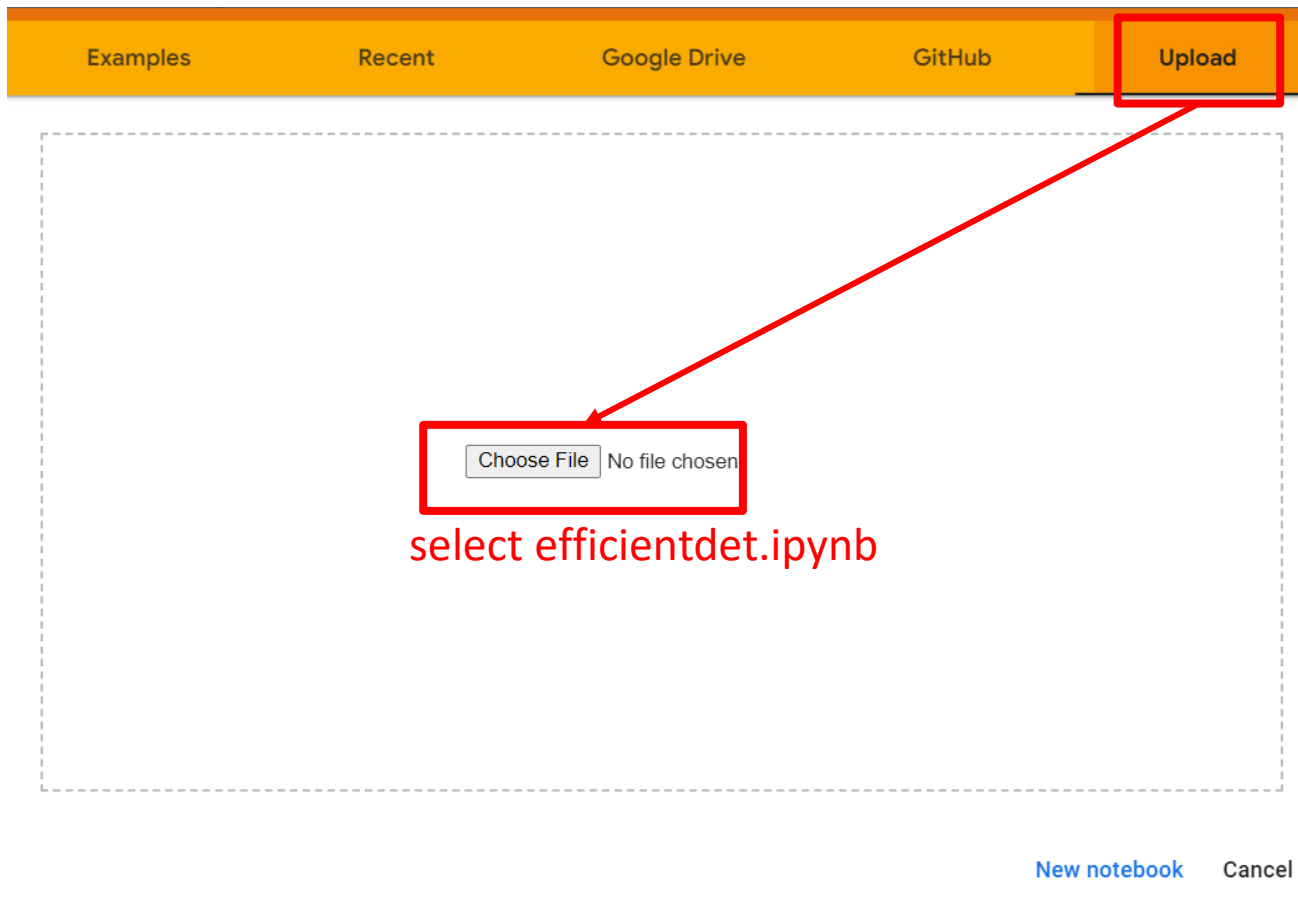 Examples Recent Google Drive GitHub Upload
Choose File No file chosen
select efficientdet.ipynb
New notebook Cancel